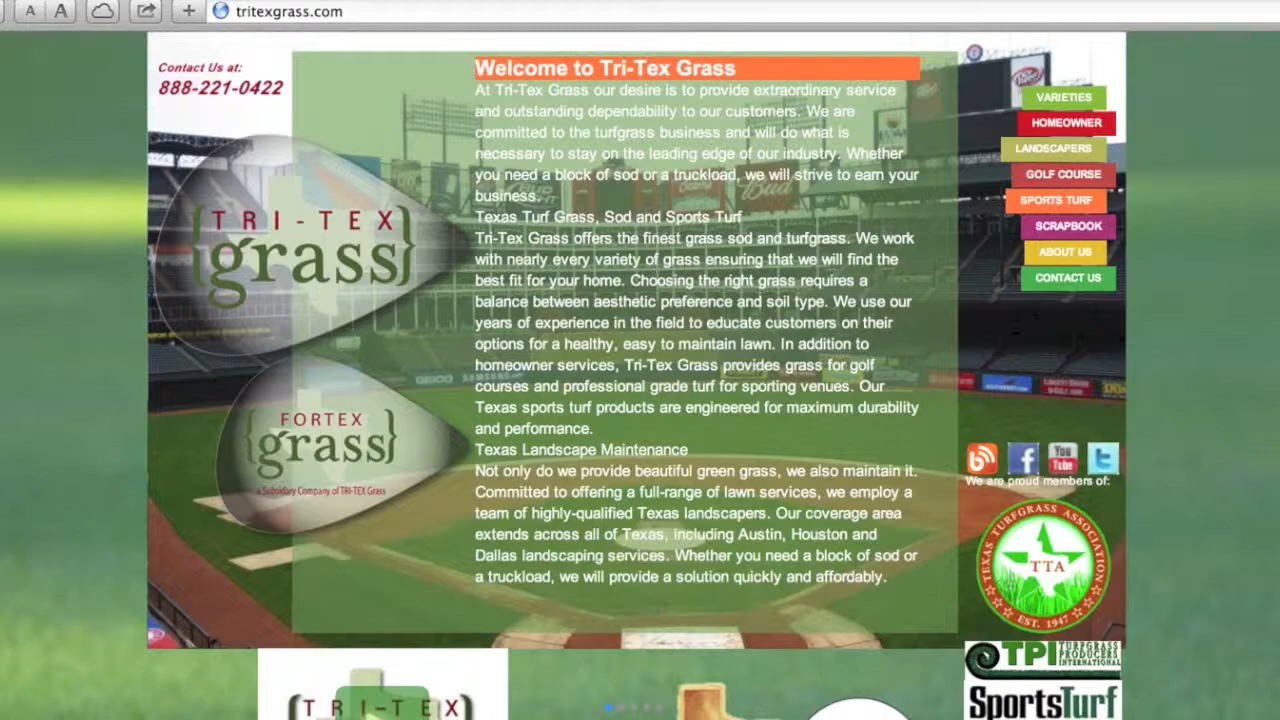 A A
tritexgrass.com
Contact Us at:
888-221-0422
TRI-TEX
{grass}
FORTEX
{grass}
a Subsidary Company of TRI-TEX Grass
Welcome to Tri-Tex Grass
At Tri-Tex Grass our desire is to provide extraordinary service
and outstanding dependability to our customers. We are
committed to the turfgrass business and will do what is
necessary to stay on the leading edge of our industry. Whether
you need a block of sod or a truckload, we will strive to earn your
business.
Texas Turf Grass, Sod and Sports Turf
Tri-Tex Grass offers the finest grass sod and turfgrass. We work
with nearly every variety of grass ensuring that we will find the
best fit for your home. Choosing the right grass requires a
balance between aesthetic preference and soil type. We use our
years of experience in the field to educate customers on their
options for a healthy, easy to maintain lawn. In addition to
homeowner services, Tri-Tex Grass provides grass for golf
courses and professional grade turf for sporting venues. Our
Texas sports turf products are engineered for maximum durability
and performance.
Texas Landscape Maintenance
Not only do we provide beautiful green grass, we also maintain it.
Committed to offering a full-range of lawn services, we employ a
team of highly-qualified Texas landscapers. Our coverage area
extends across all of Texas, including Austin, Houston and
Dallas landscaping services. Whether you need a block of sod or
a truckload, we will provide a solution quickly and affordably.
VARIETIES
HOMEOWNER
LANDSCAPERS
GOLF COURSE
SPORTS TURF
SCRAPBOOK
ABOUT US
CONTACT US
You
Tube
We are proud members of:
TEXAS TURFGRASS ASSOCIATION
TTA
EST. 1947
TPI TURFGRASS
PRODUCERS
INTERNATIONAL
SPORTSTURF
{TRI-TEX}
GEICO
Bud